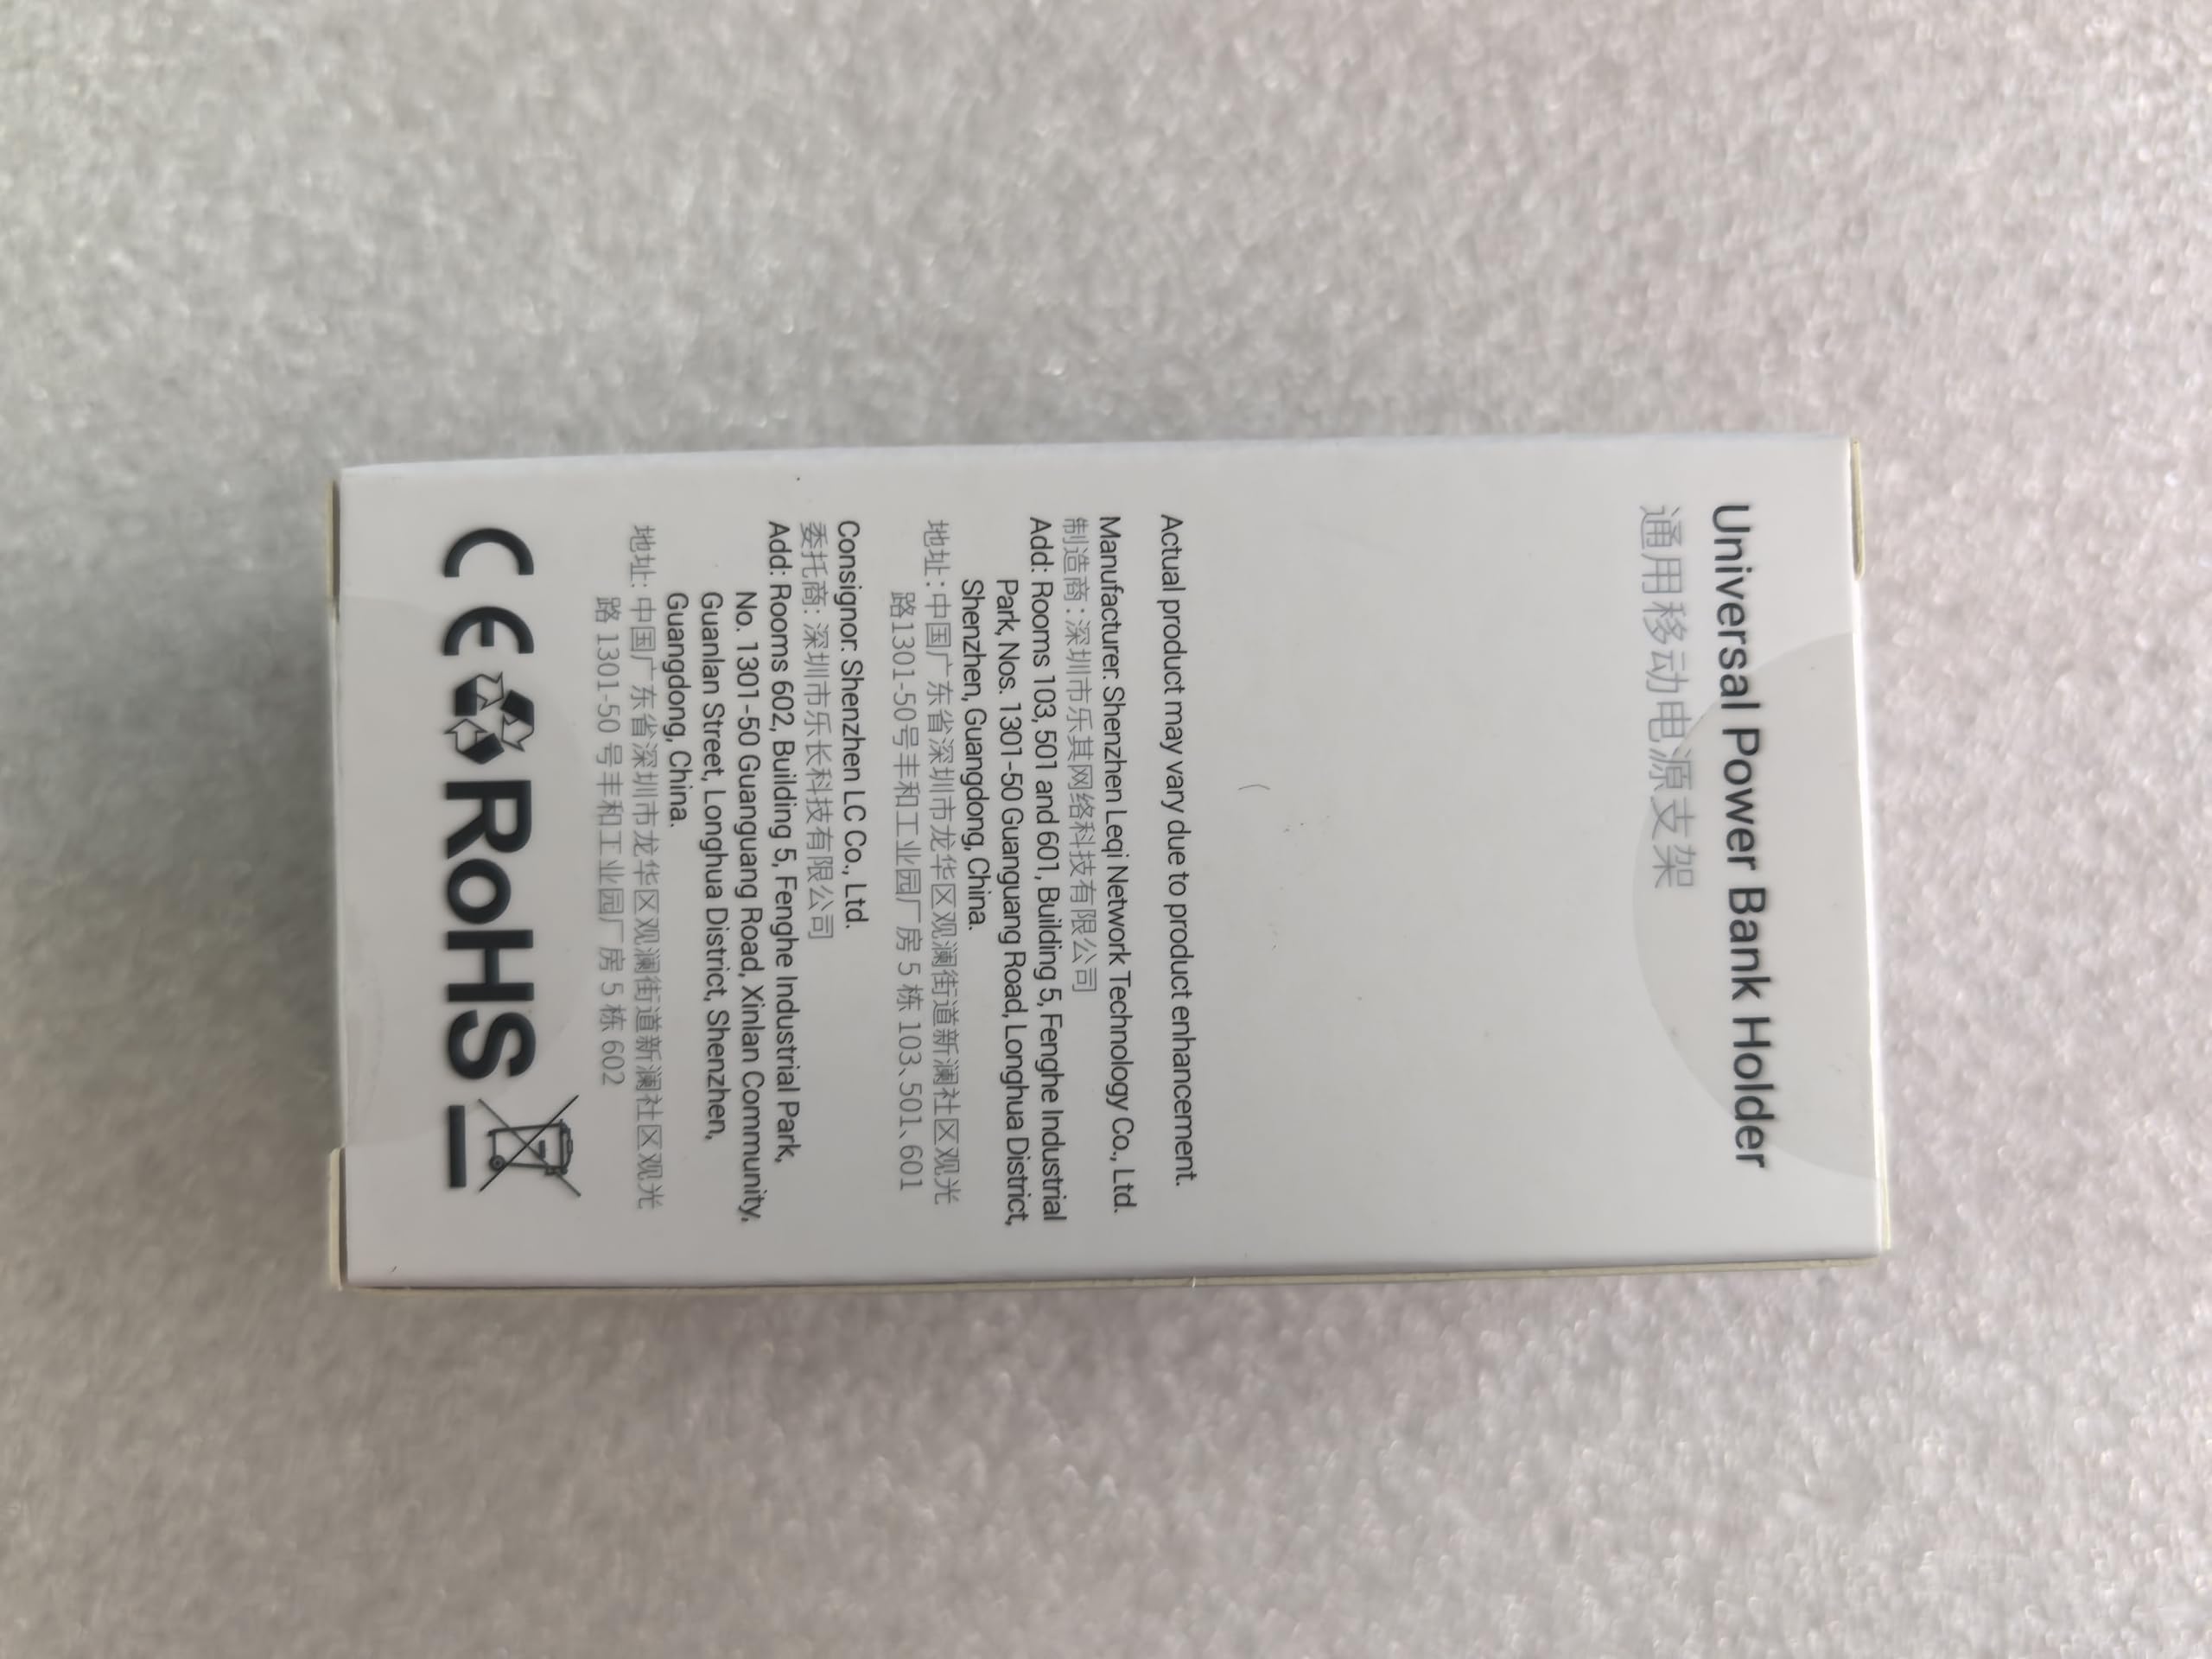 Universal Power Bank Holder
通用移动电源支架
Actual product may vary due to product enhancement.
Manufacturer: Shenzhen Leqi Network Technology Co., Ltd.
制造商：深圳市乐其网络科技有限公司
Add: Rooms 103, 501 and 601, Building 5, Fenghe Industrial
Park, Nos. 1301-50 Guanguang Road, Longhua District,
Shenzhen, Guangdong, China.
地址：中国广东省深圳市龙华区观澜街道新澜社区观光
路1301-50号丰和工业园厂房 5 栋 103、501、601
Consignor: Shenzhen LC Co., Ltd.
委托商：深圳市乐长科技有限公司
Add: Rooms 602, Building 5, Fenghe Industrial Park,
No. 1301-50 Guanguang Road, Xinlan Community,
Guanlan Street, Longhua District, Shenzhen,
Guangdong, China.
地址：中国广东省深圳市龙华区观澜街道新澜社区观光
路 1301-50 号丰和工业园厂房 5 栋 602
CE RoHS